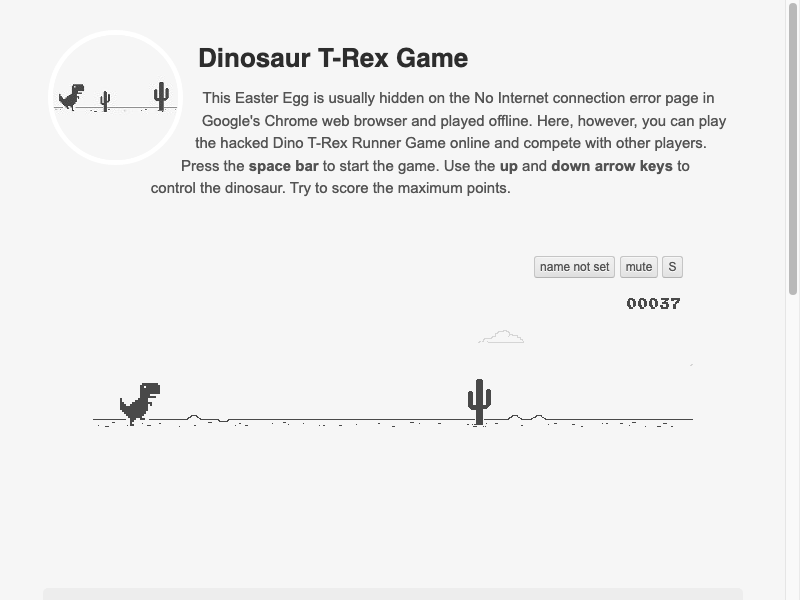 Dinosaur T-Rex Game
This Easter Egg is usually hidden on the No Internet connection error page in
Google's Chrome web browser and played offline. Here, however, you can play
the hacked Dino T-Rex Runner Game online and compete with other players.
Press the space bar to start the game. Use the up and down arrow keys to
control the dinosaur. Try to score the maximum points.
name not set mute S
00037